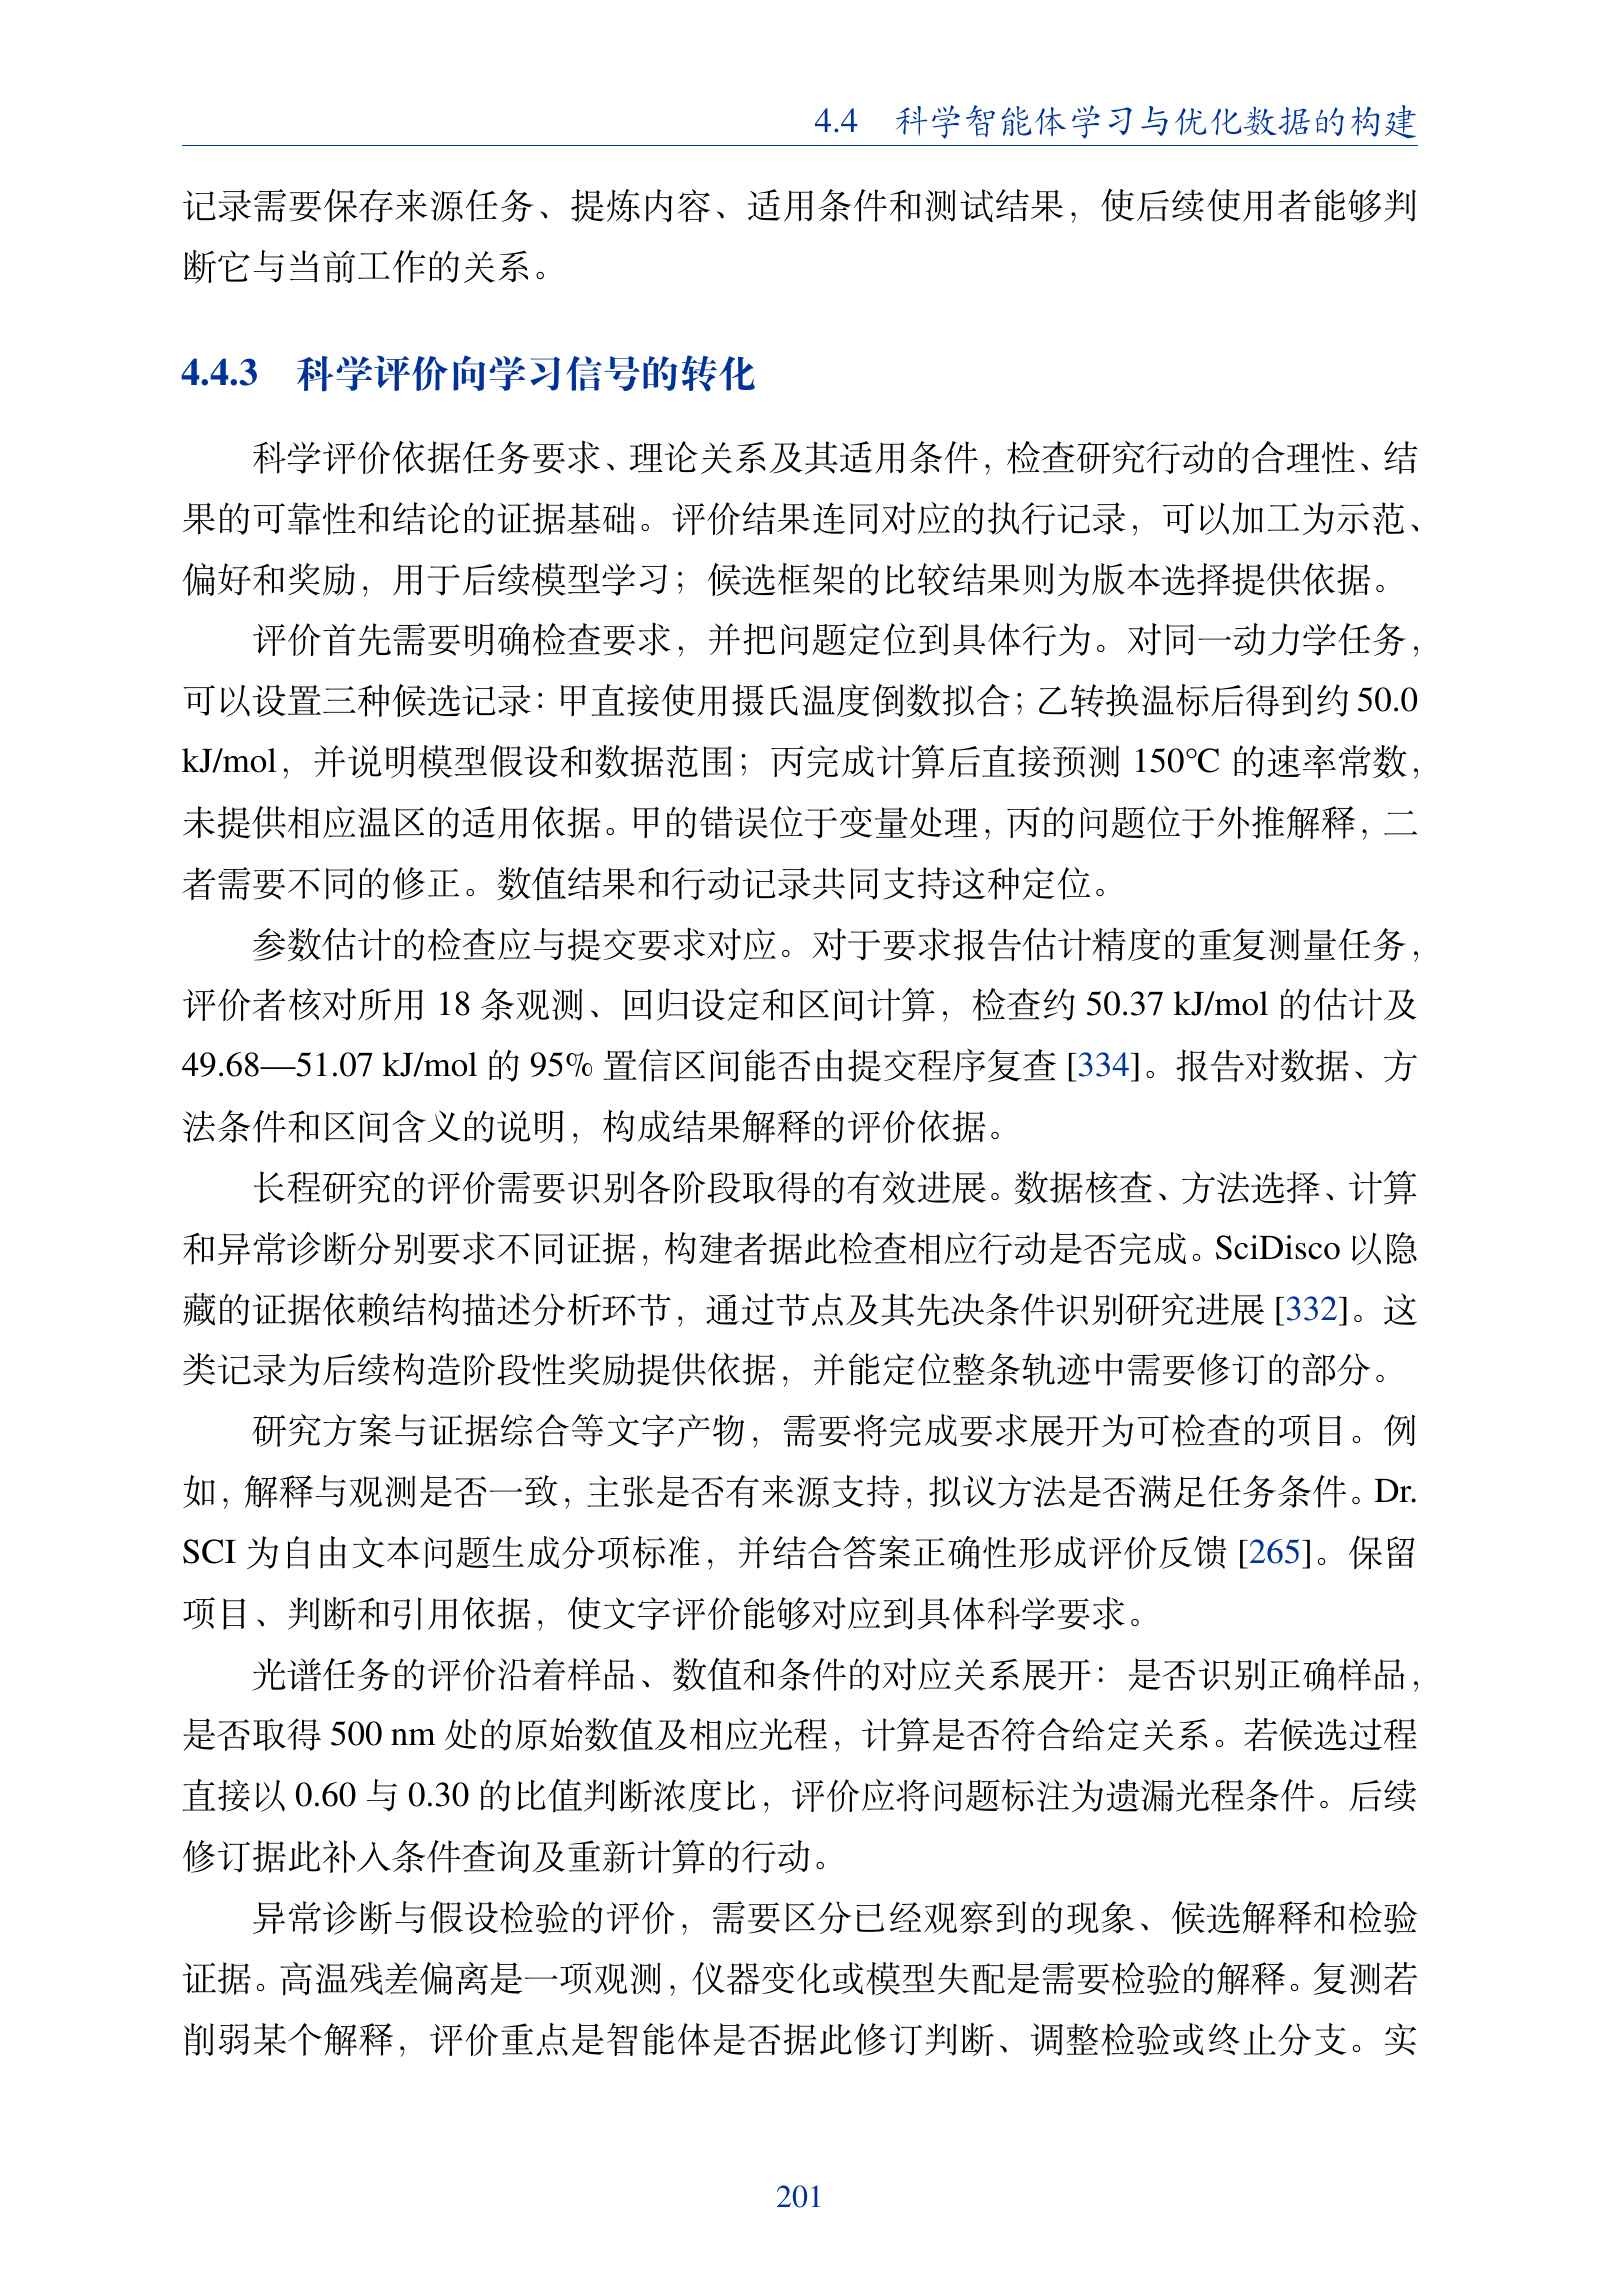 4.4 科学智能体学习与优化数据的构建
记录需要保存来源任务、提炼内容、适用条件和测试结果，使后续使用者能够判
断它与当前工作的关系。
4.4.3 科学评价向学习信号的转化
科学评价依据任务要求、理论关系及其适用条件，检查研究行动的合理性、结
果的可靠性和结论的证据基础。评价结果连同对应的执行记录，可以加工为示范、
偏好和奖励，用于后续模型学习；候选框架的比较结果则为版本选择提供依据。
评价首先需要明确检查要求，并把问题定位到具体行为。对同一动力学任务，
可以设置三种候选记录：甲直接使用摄氏温度倒数拟合；乙转换温标后得到约 50.0
kJ/mol，并说明模型假设和数据范围；丙完成计算后直接预测 150℃ 的速率常数，
未提供相应温区的适用依据。甲的错误位于变量处理，丙的问题位于外推解释，二
者需要不同的修正。数值结果和行动记录共同支持这种定位。
参数估计的检查应与提交要求对应。对于要求报告估计精度的重复测量任务，
评价者核对所用 18 条观测、回归设定和区间计算，检查约 50.37 kJ/mol 的估计及
49.68—51.07 kJ/mol 的 95% 置信区间能否由提交程序复查 [334]。报告对数据、方
法条件和区间含义的说明，构成结果解释的评价依据。
长程研究的评价需要识别各阶段取得的有效进展。数据核查、方法选择、计算
和异常诊断分别要求不同证据，构建者据此检查相应行动是否完成。SciDisco 以隐
藏的证据依赖结构描述分析环节，通过节点及其先决条件识别研究进展 [332]。这
类记录为后续构造阶段性奖励提供依据，并能定位整条轨迹中需要修订的部分。
研究方案与证据综合等文字产物，需要将完成要求展开为可检查的项目。例
如，解释与观测是否一致，主张是否有来源支持，拟议方法是否满足任务条件。Dr.
SCI 为自由文本问题生成分项标准，并结合答案正确性形成评价反馈 [265]。保留
项目、判断和引用依据，使文字评价能够对应到具体科学要求。
光谱任务的评价沿着样品、数值和条件的对应关系展开：是否识别正确样品，
是否取得 500 nm 处的原始数值及相应光程，计算是否符合给定关系。若候选过程
直接以 0.60 与 0.30 的比值判断浓度比，评价应将问题标注为遗漏光程条件。后续
修订据此补入条件查询及重新计算的行动。
异常诊断与假设检验的评价，需要区分已经观察到的现象、候选解释和检验
证据。高温残差偏离是一项观测，仪器变化或模型失配是需要检验的解释。复测若
削弱某个解释，评价重点是智能体是否据此修订判断、调整检验或终止分支。实
201